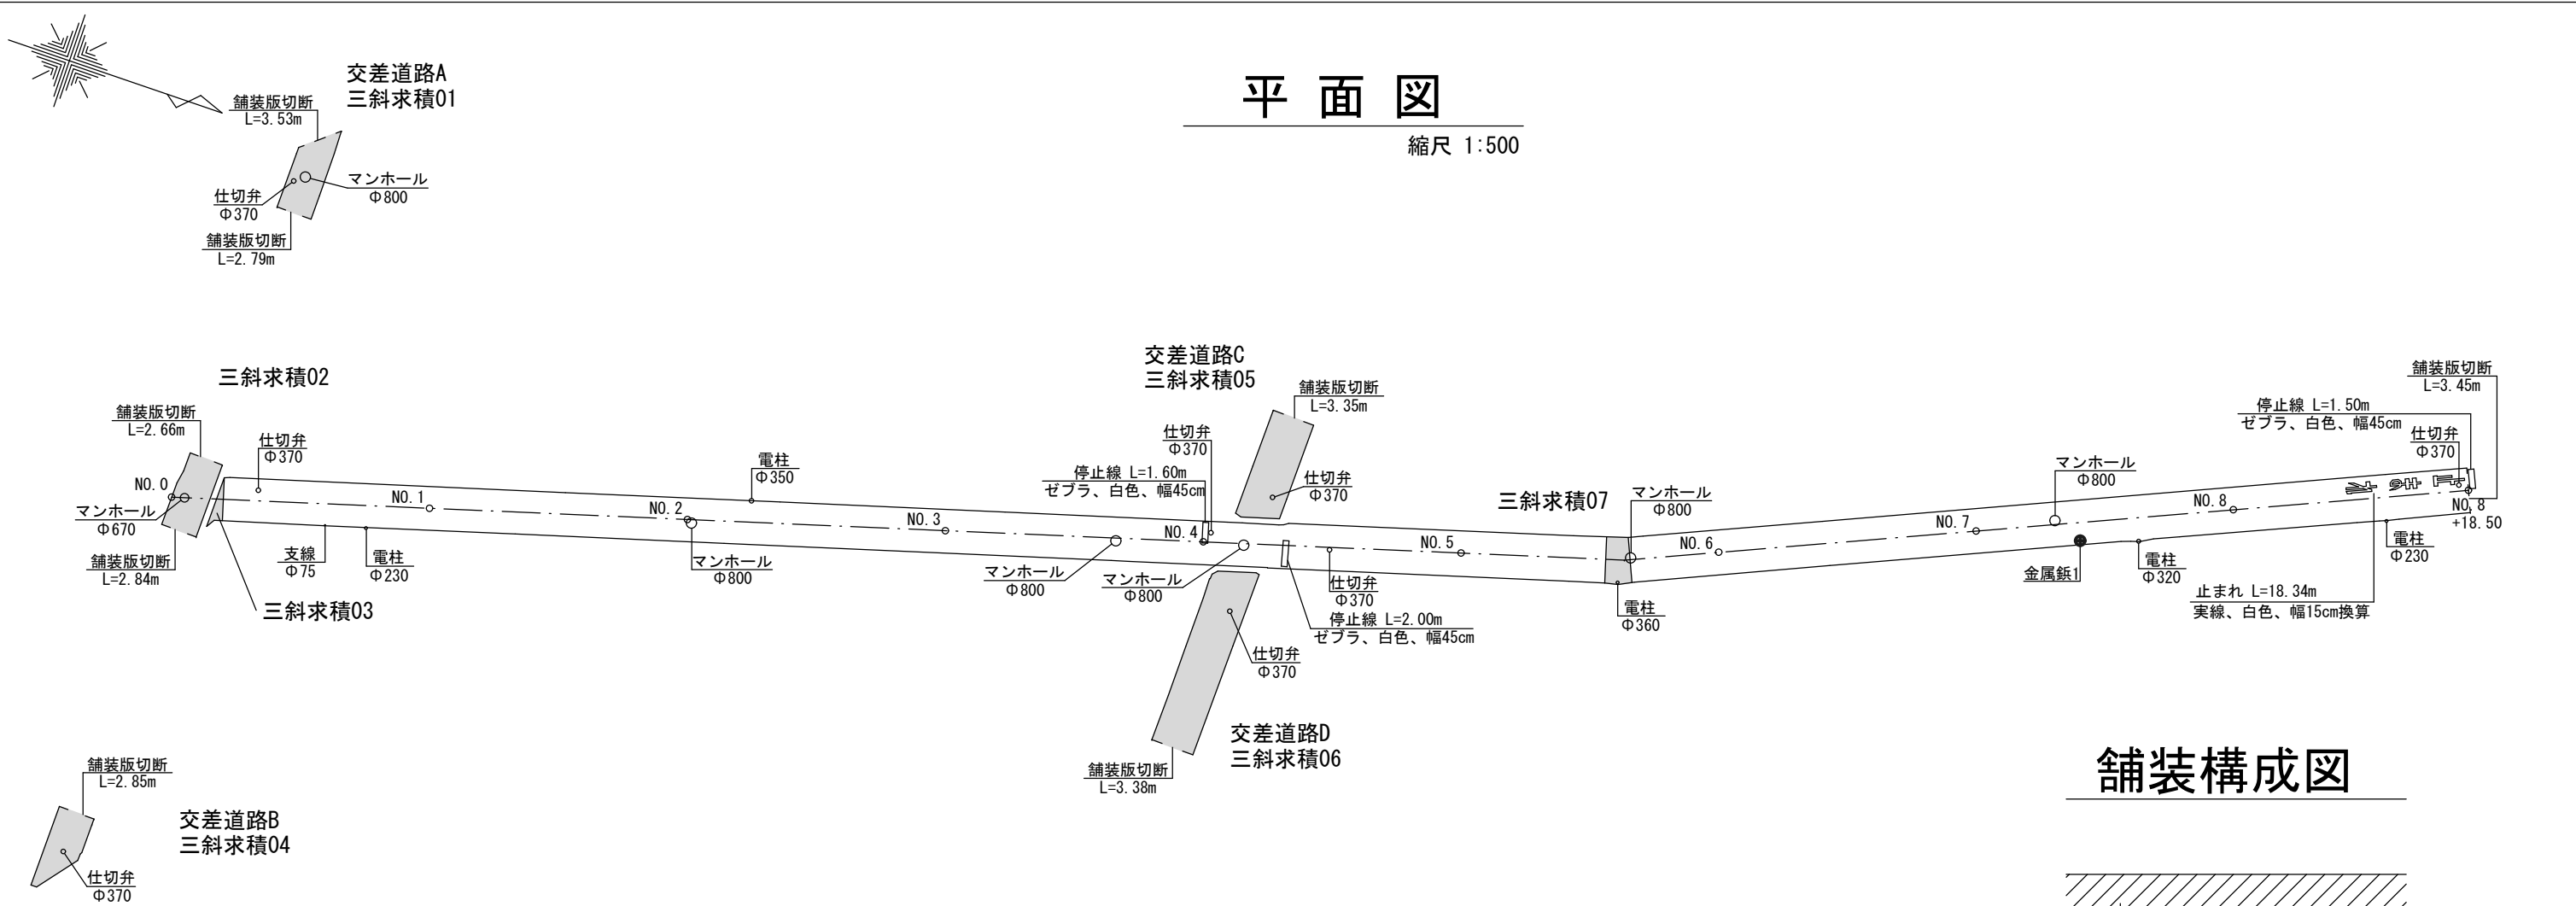 平面図
縮尺 1:500
交差道路A
三斜求積01
舗装版切断
L=3.53m
マンホール
Φ800
仕切弁
Φ370
舗装版切断
L=2.79m
三斜求積02
舗装版切断
L=2.66m
仕切弁
Φ370
NO.0
マンホール
Φ670
舗装版切断
L=2.84m
三斜求積03
支線
Φ75
電柱
Φ230
NO.1
NO.2
マンホール
Φ800
電柱
Φ350
NO.3
マンホール
Φ800
マンホール
Φ800
交差道路C
三斜求積05
舗装版切断
L=3.35m
仕切弁
Φ370
停止線 L=1.60m
ゼブラ、白色、幅45cm
仕切弁
Φ370
NO.4
仕切弁
Φ370
停止線 L=2.00m
ゼブラ、白色、幅45cm
仕切弁
Φ370
交差道路D
三斜求積06
舗装版切断
L=3.38m
NO.5
三斜求積07
マンホール
Φ800
電柱
Φ360
NO.6
NO.7
マンホール
Φ800
金属鋲1
電柱
Φ320
NO.8
停止線 L=1.50m
ゼブラ、白色、幅45cm
舗装版切断
L=3.45m
仕切弁
Φ370
止まれ
NO.8
+18.50
電柱
Φ230
止まれ L=18.34m
実線、白色、幅15cm換算
交差道路B
三斜求積04
舗装版切断
L=2.85m
仕切弁
Φ370
舗装構成図